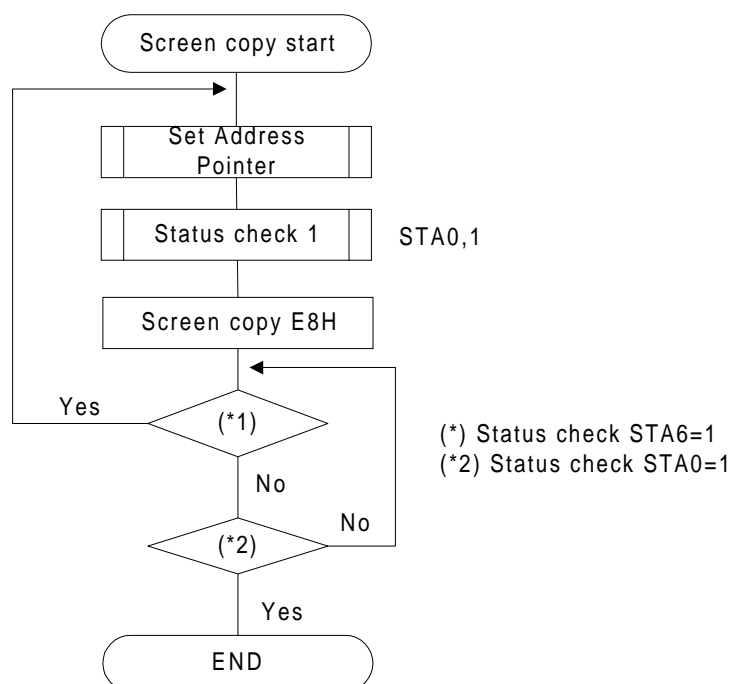 Screen copy start
Set Address
Pointer
Status check 1
STA0,1
Screen copy E8H
Yes
(*1)
(*) Status check STA6=1
(*2) Status check STA0=1
No
No
(*2)
Yes
END